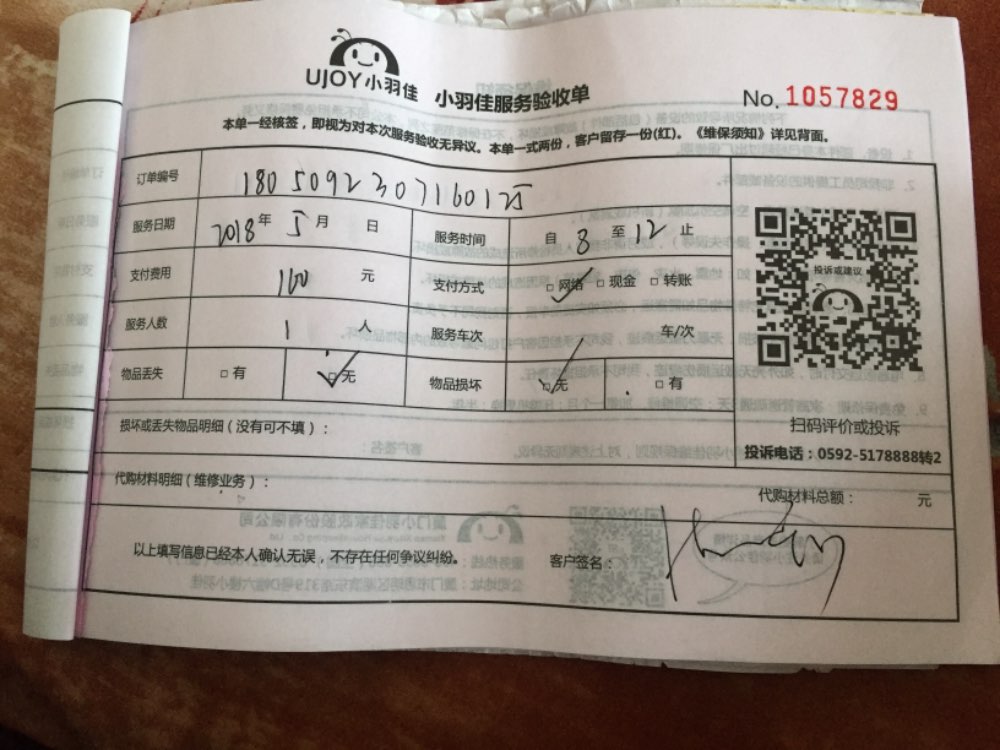 UJOY小羽佳 小羽佳服务验收单 No. 1057829
本单一经核签，即视为对本次服务验收无异议。本单一式两份，客户留存一份(红)。《维保须知》详见背面。
订单编号 180509230716012
服务日期 2018年 5月 日 服务时间 自 8 至 12 止
支付费用 100 元 支付方式 □网络 □现金 □转账
服务人数 1 人 服务车次 车/次
物品丢失 □有 □无 物品损坏 □无 □有
投诉或建议
扫码评价或投诉
投诉电话：0592-5178888转2
损坏或丢失物品明细（没有可不填）：
代购材料明细（维修业务）：
代购材料总额： 元
以上填写信息已经本人确认无误，不存在任何争议纠纷。 客户签名：